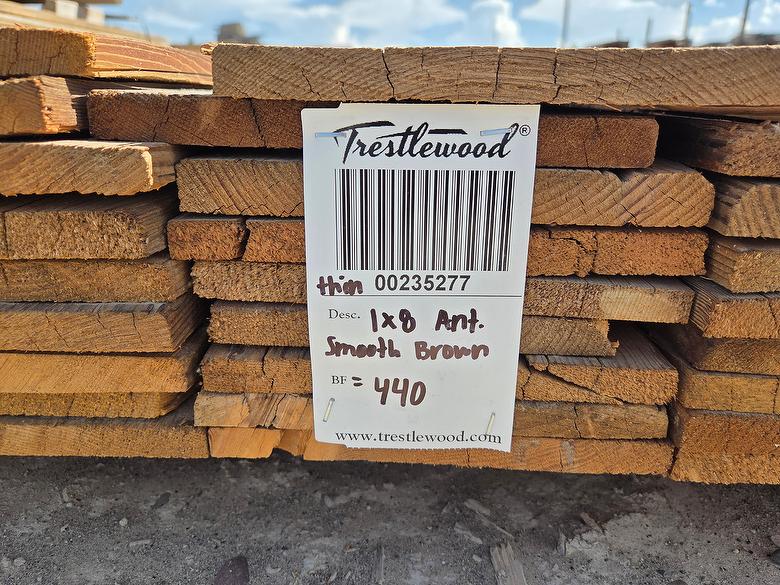 Trestlewood®
thin 00235277
Desc. 1x8 Ant.
Smooth Brown
BF = 440
www.trestlewood.com